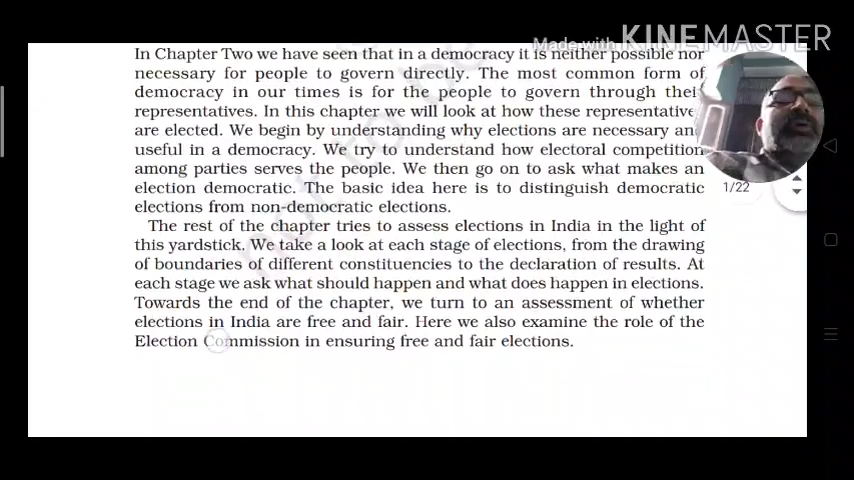 Made with KINEMASTER
In Chapter Two we have seen that in a democracy it is neither possible nor
necessary for people to govern directly. The most common form of
democracy in our times is for the people to govern through their
representatives. In this chapter we will look at how these representative
are elected. We begin by understanding why elections are necessary an
useful in a democracy. We try to understand how electoral competition
among parties serves the people. We then go on to ask what makes an
election democratic. The basic idea here is to distinguish democratic
elections from non-democratic elections.
1/22
The rest of the chapter tries to assess elections in India in the light of
this yardstick. We take a look at each stage of elections, from the drawing
of boundaries of different constituencies to the declaration of results. At
each stage we ask what should happen and what does happen in elections.
Towards the end of the chapter, we turn to an assessment of whether
elections in India are free and fair. Here we also examine the role of the
Election Commission in ensuring free and fair elections.
not to be